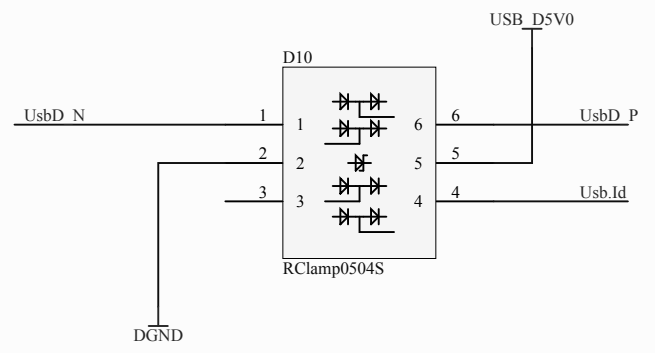 USB_D5V0
D10
UsbD_N 1 1 6 6 UsbD_P
2 2 5 5
3 3 4 4 Usb.Id
RClamp0504S
DGND